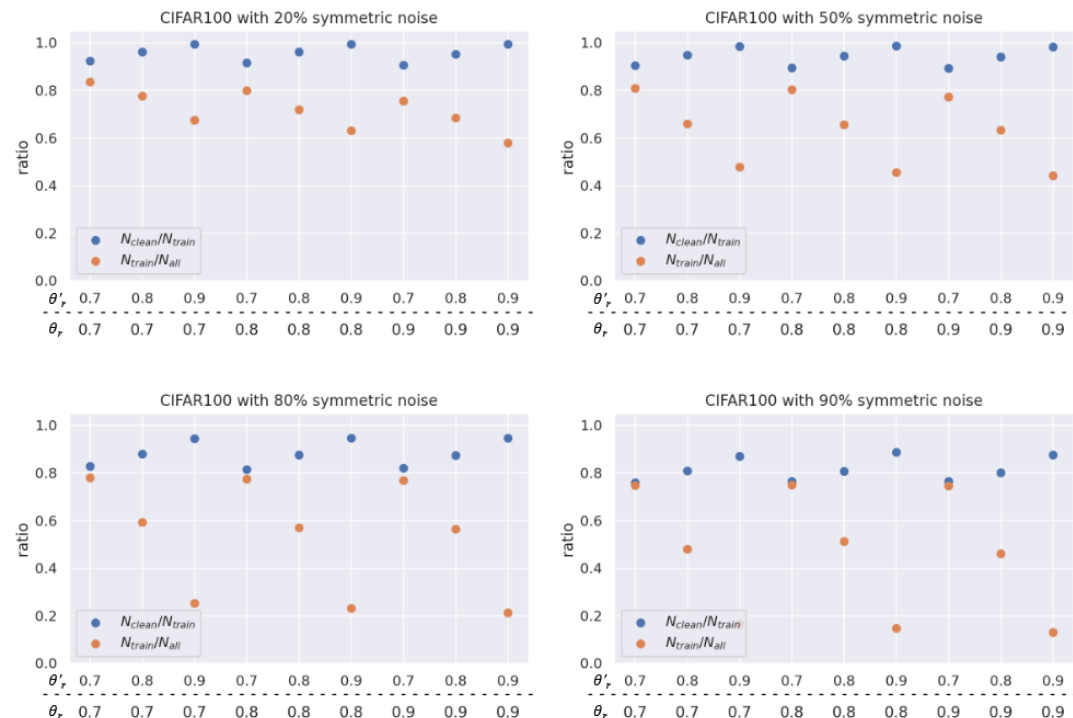 CIFAR100 with 20% symmetric noise
ratio
1.0
0.8
0.6
0.4
0.2
0.0
N_clean/N_train
N_train/N_all
θ'_r 0.7 0.8 0.9 0.7 0.8 0.9 0.7 0.8 0.9
θ_r 0.7 0.7 0.7 0.8 0.8 0.8 0.9 0.9 0.9
CIFAR100 with 50% symmetric noise
ratio
1.0
0.8
0.6
0.4
0.2
0.0
N_clean/N_train
N_train/N_all
θ'_r 0.7 0.8 0.9 0.7 0.8 0.9 0.7 0.8 0.9
θ_r 0.7 0.7 0.7 0.8 0.8 0.8 0.9 0.9 0.9
CIFAR100 with 80% symmetric noise
ratio
1.0
0.8
0.6
0.4
0.2
0.0
N_clean/N_train
N_train/N_all
θ'_r 0.7 0.8 0.9 0.7 0.8 0.9 0.7 0.8 0.9
θ_r 0.7 0.7 0.7 0.8 0.8 0.8 0.9 0.9 0.9
CIFAR100 with 90% symmetric noise
ratio
1.0
0.8
0.6
0.4
0.2
0.0
N_clean/N_train
N_train/N_all
θ'_r 0.7 0.8 0.9 0.7 0.8 0.9 0.7 0.8 0.9
θ_r 0.7 0.7 0.7 0.8 0.8 0.8 0.9 0.9 0.9